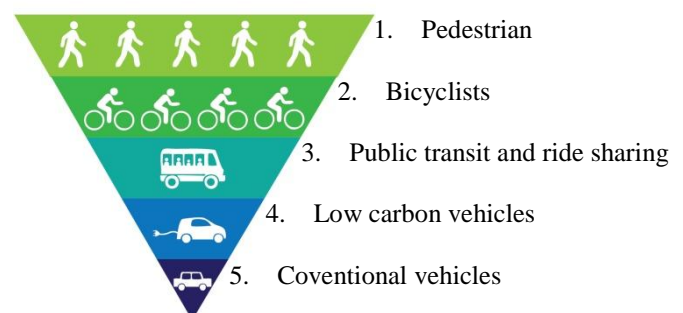 1. Pedestrian
2. Bicyclists
3. Public transit and ride sharing
4. Low carbon vehicles
5. Coventional vehicles